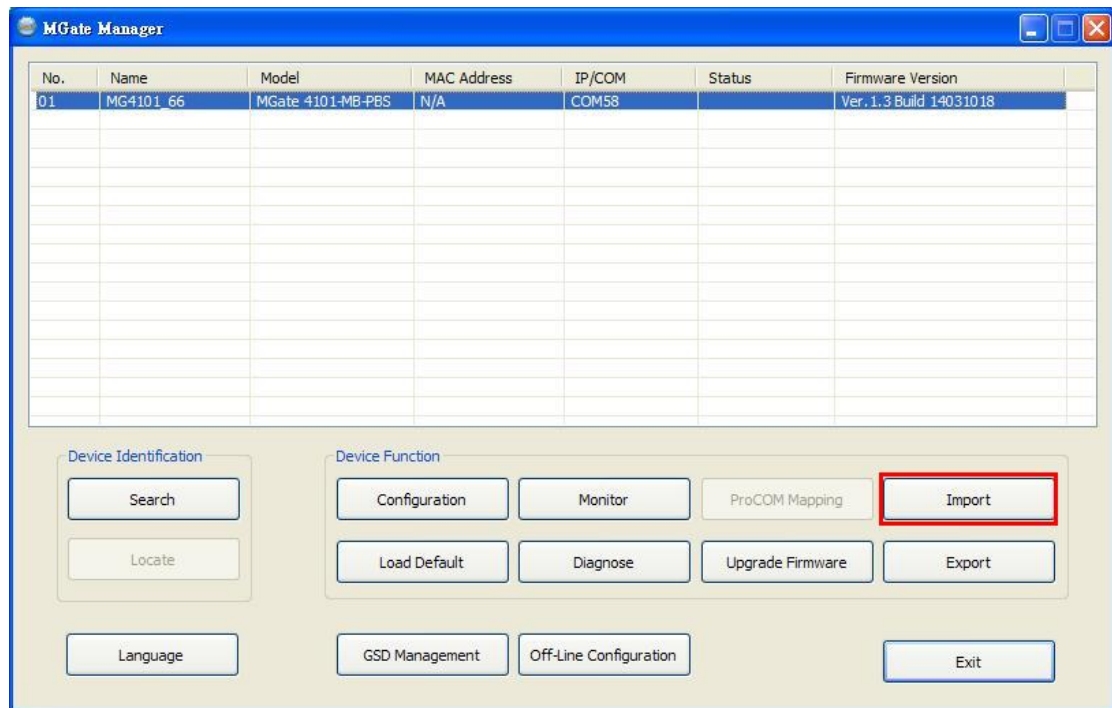 MGate Manager
No. Name Model MAC Address IP/COM Status Firmware Version
01 MG4101_66 MGate 4101-MB-PBS N/A COM58 Ver.1.3 Build 14031018
Device Identification Device Function
Search Configuration Monitor ProCOM Mapping Import
Locate Load Default Diagnose Upgrade Firmware Export
Language GSD Management Off-Line Configuration Exit